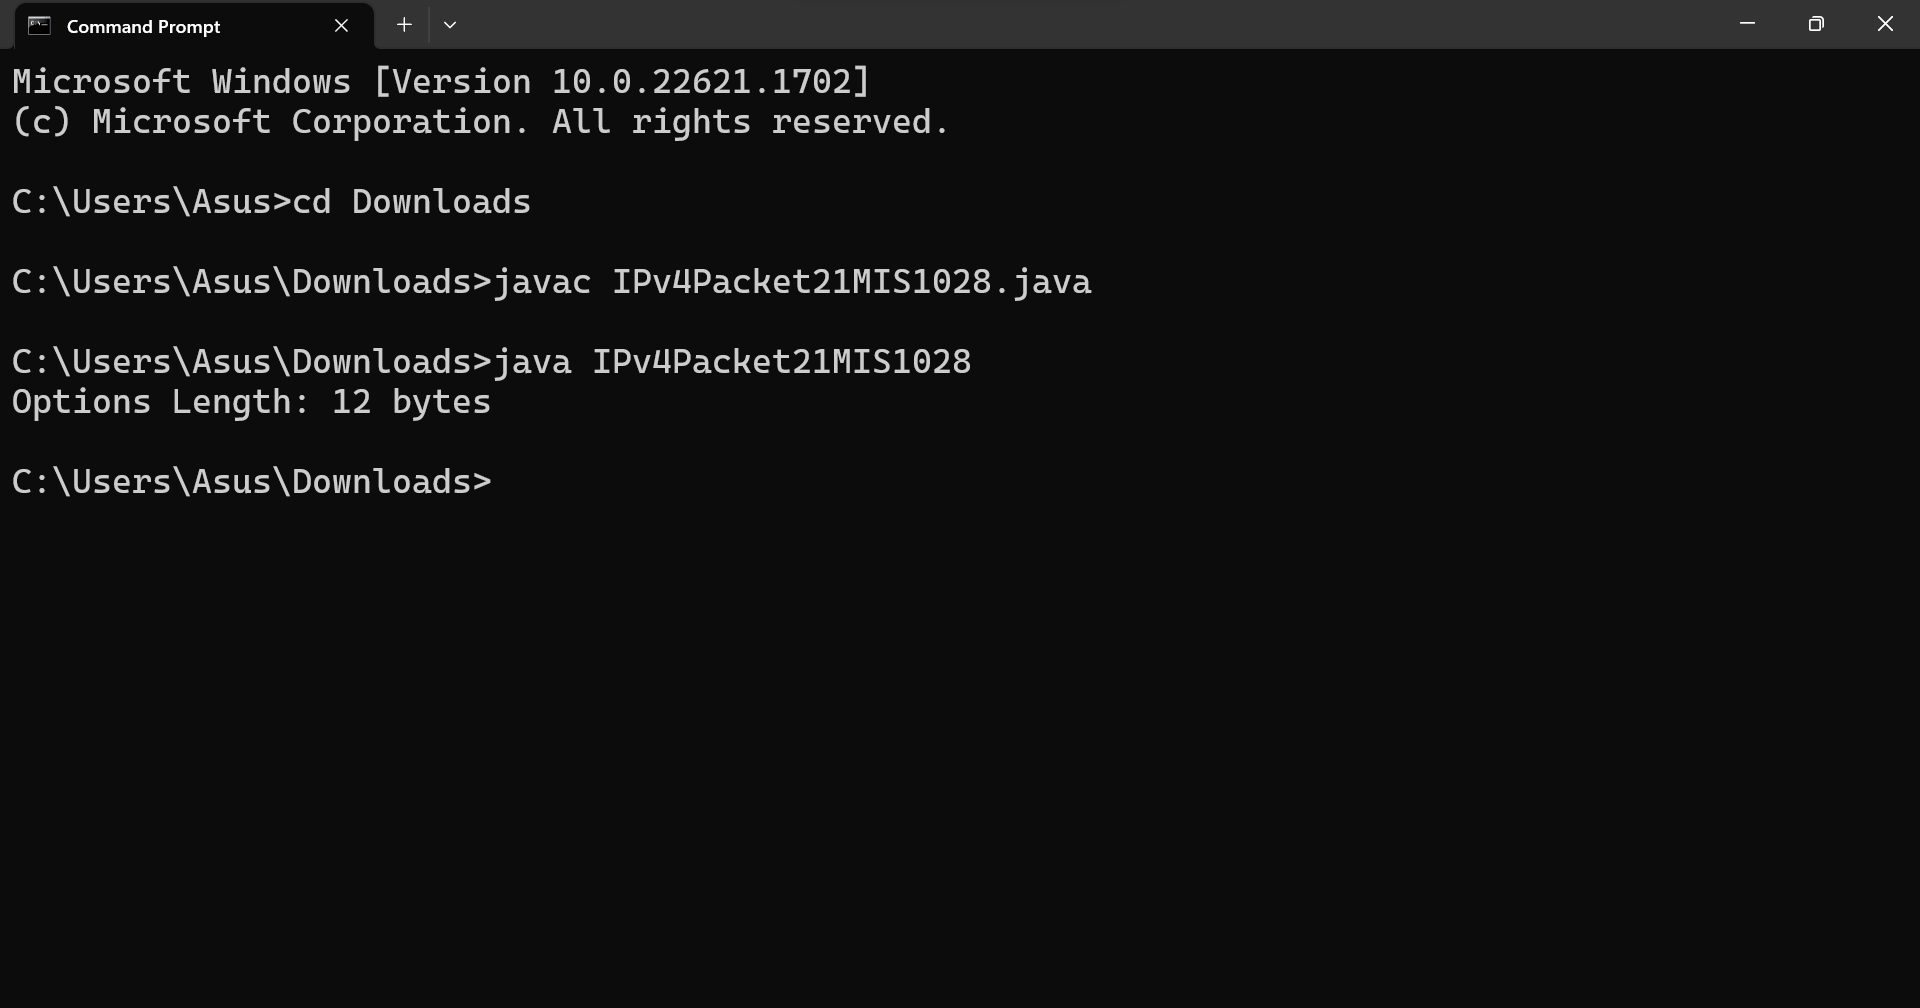 Command Prompt
Microsoft Windows [Version 10.0.22621.1702]
(c) Microsoft Corporation. All rights reserved.
C:\Users\Asus>cd Downloads
C:\Users\Asus\Downloads>javac IPv4Packet21MIS1028.java
C:\Users\Asus\Downloads>java IPv4Packet21MIS1028
Options Length: 12 bytes
C:\Users\Asus\Downloads>